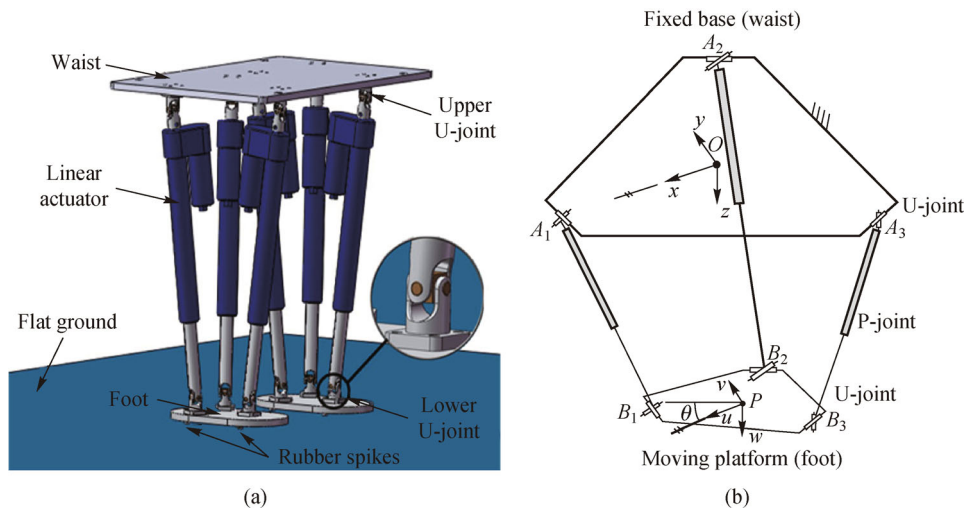 Waist
Upper
U-joint
Linear
actuator
Flat ground
Foot
Lower
U-joint
Rubber spikes
(a)
Fixed base (waist)
A2
y
O
x
z
A1
A3
U-joint
P-joint
B2
U-joint
v
P
B1
θ
u
w
B3
Moving platform (foot)
(b)